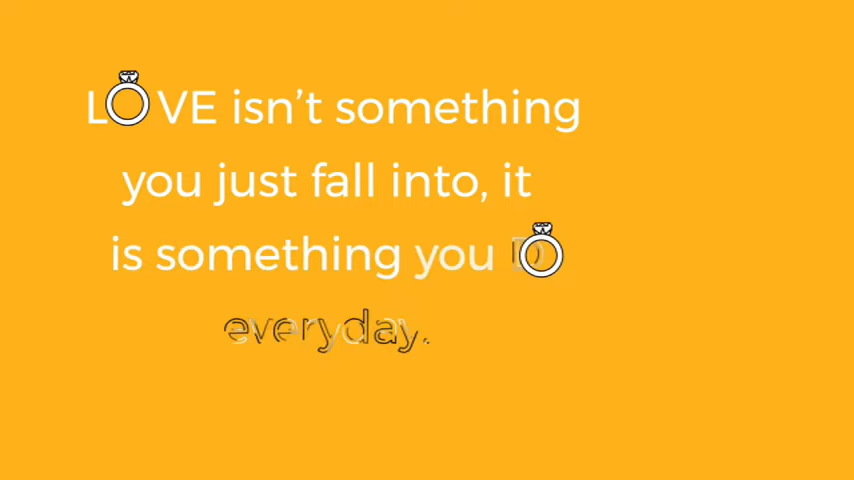 LOVE isn’t something
you just fall into, it
is something you DO
everyday.